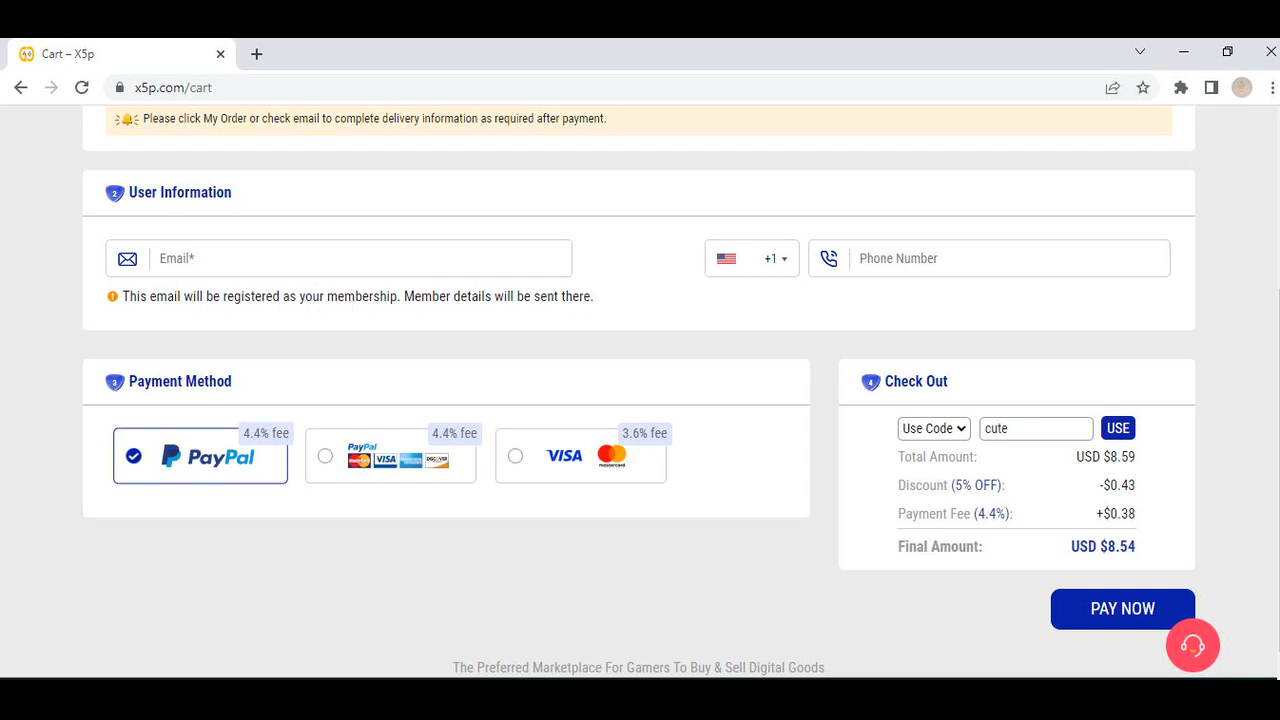 Cart – X5p
x5p.com/cart
Please click My Order or check email to complete delivery information as required after payment.
2 User Information
Email*
+1
Phone Number
This email will be registered as your membership. Member details will be sent there.
3 Payment Method
4.4% fee
PayPal
4.4% fee
PayPal
VISA
DISCOVER
3.6% fee
VISA
mastercard
4 Check Out
Use Code cute USE
Total Amount: USD $8.59
Discount (5% OFF): -$0.43
Payment Fee (4.4%): +$0.38
Final Amount: USD $8.54
PAY NOW
The Preferred Marketplace For Gamers To Buy & Sell Digital Goods